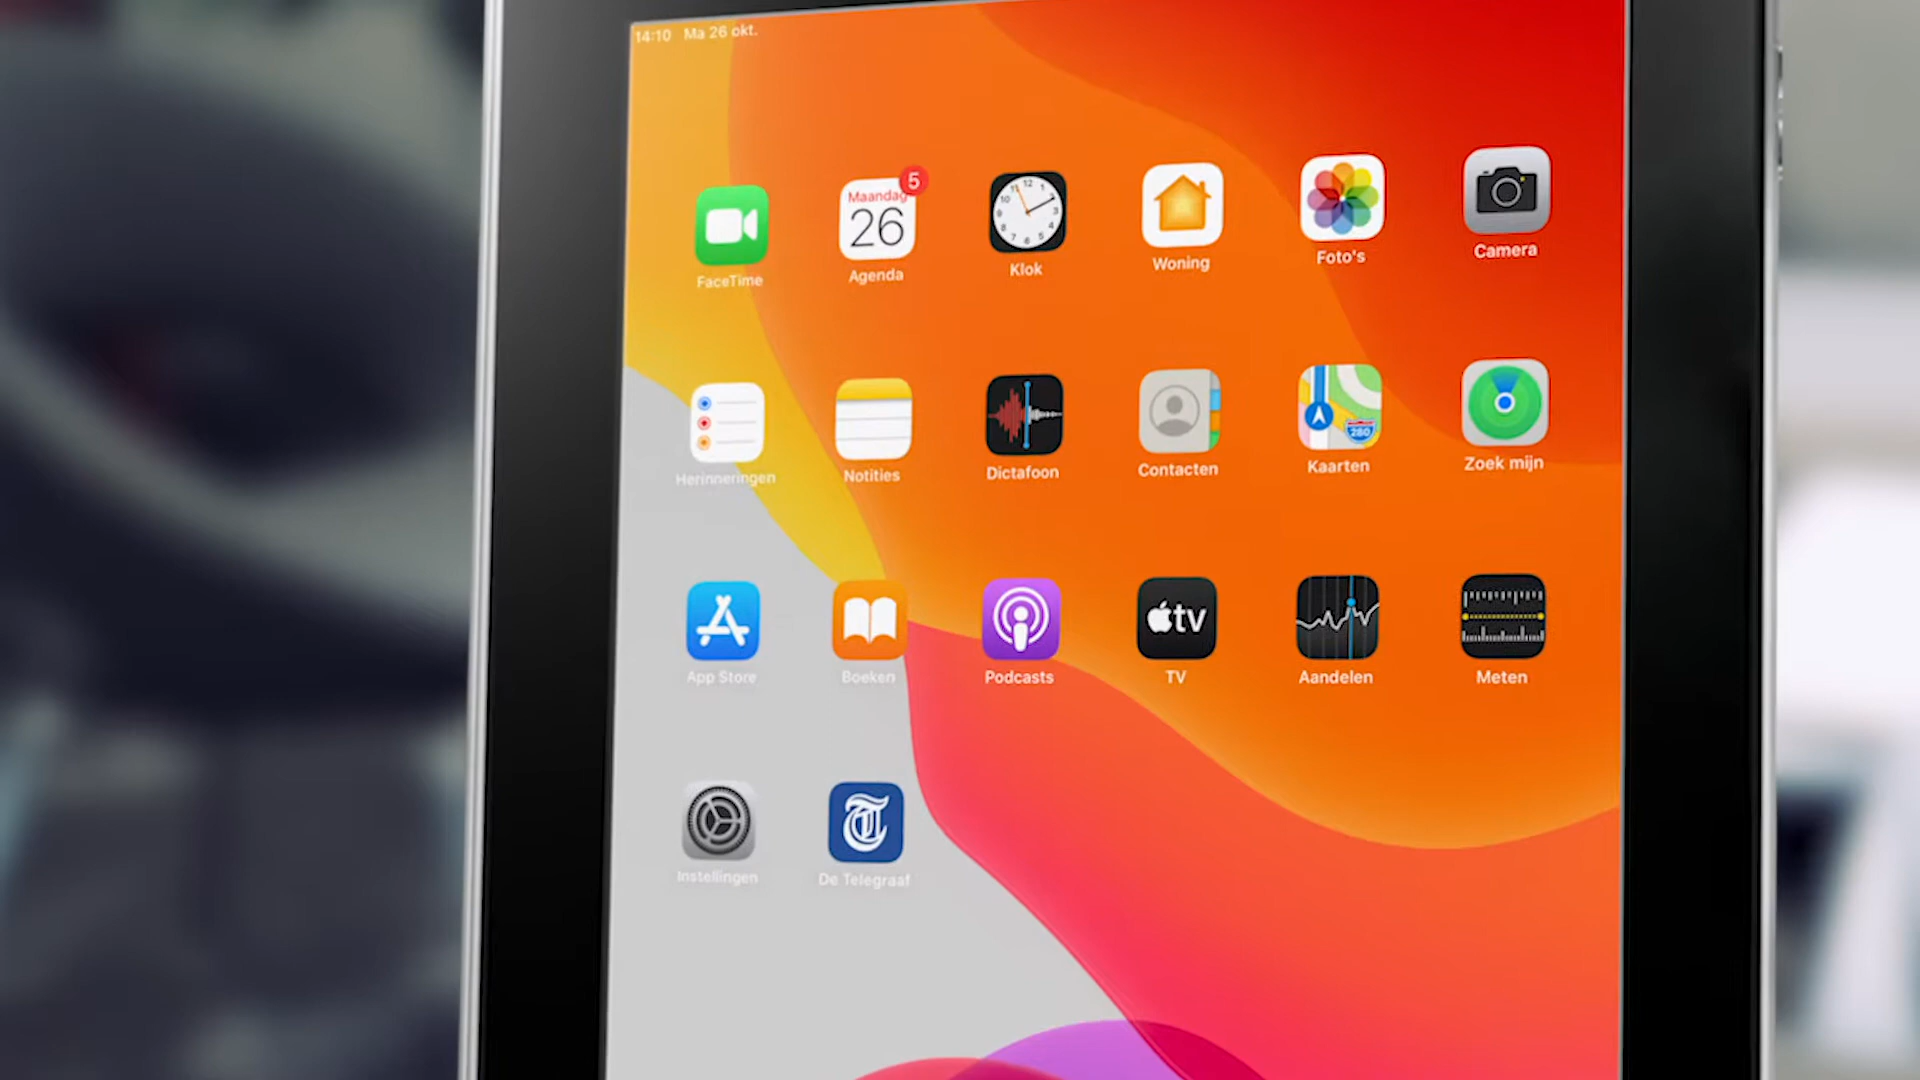 14:10 Ma 26 okt.
5
Maandag
26
FaceTime
Agenda
Klok
Woning
Foto's
Camera
280
Herinneringen
Notities
Dictafoon
Contacten
Kaarten
Zoek mijn
tv
App Store
Boeken
Podcasts
TV
Aandelen
Meten
T
Instellingen
De Telegraaf